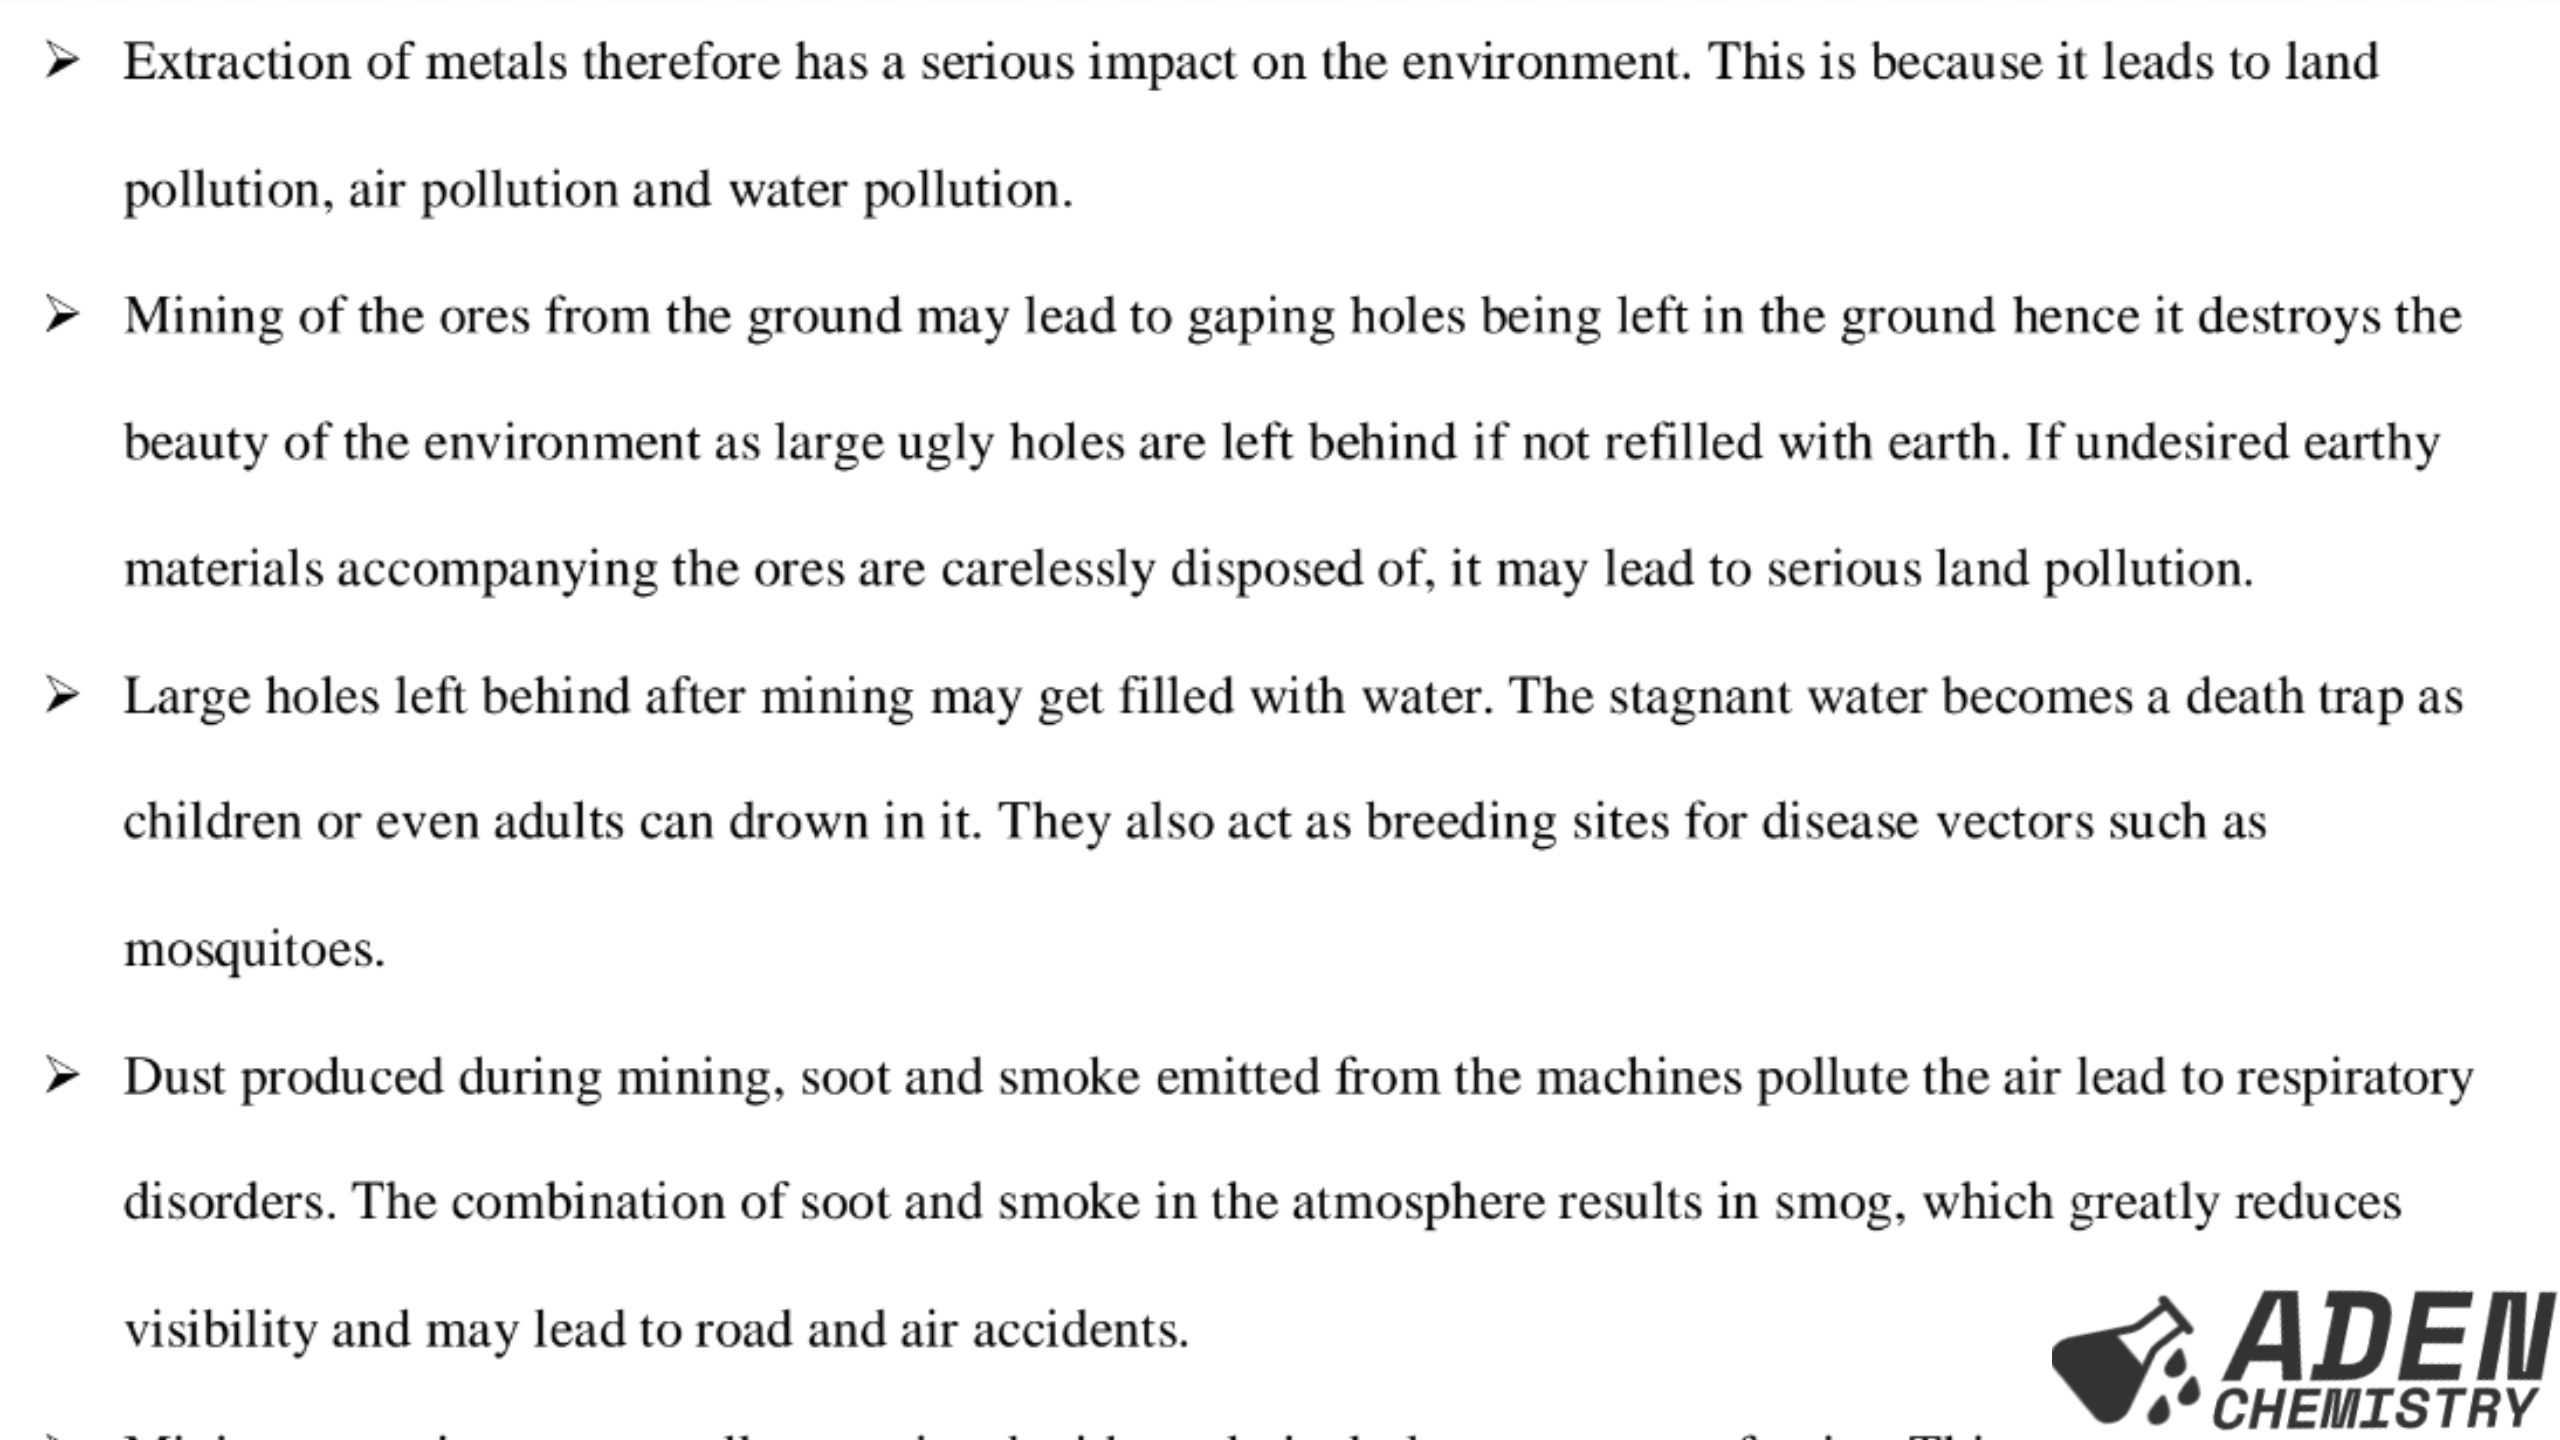 ➢ Extraction of metals therefore has a serious impact on the environment. This is because it leads to land
pollution, air pollution and water pollution.
➢ Mining of the ores from the ground may lead to gaping holes being left in the ground hence it destroys the
beauty of the environment as large ugly holes are left behind if not refilled with earth. If undesired earthy
materials accompanying the ores are carelessly disposed of, it may lead to serious land pollution.
➢ Large holes left behind after mining may get filled with water. The stagnant water becomes a death trap as
children or even adults can drown in it. They also act as breeding sites for disease vectors such as
mosquitoes.
➢ Dust produced during mining, soot and smoke emitted from the machines pollute the air lead to respiratory
disorders. The combination of soot and smoke in the atmosphere results in smog, which greatly reduces
visibility and may lead to road and air accidents.
ADEN
CHEMISTRY